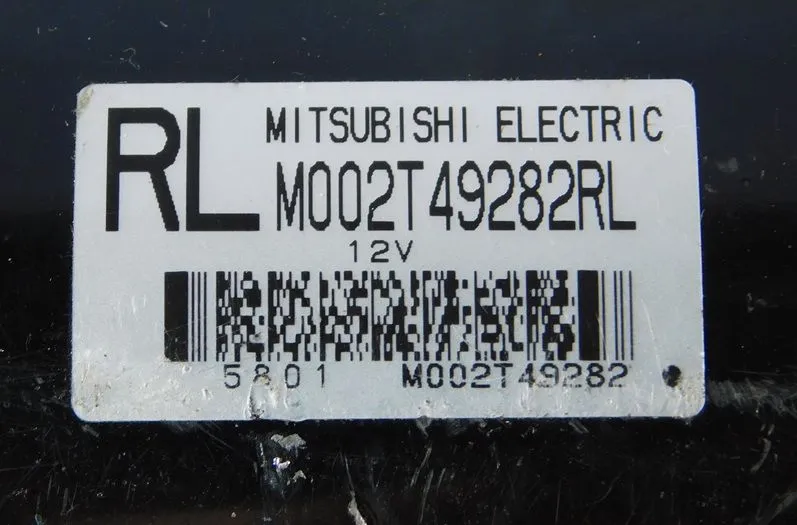 RL MITSUBISHI ELECTRIC
M002T49282RL
12V
5801 M002T49282